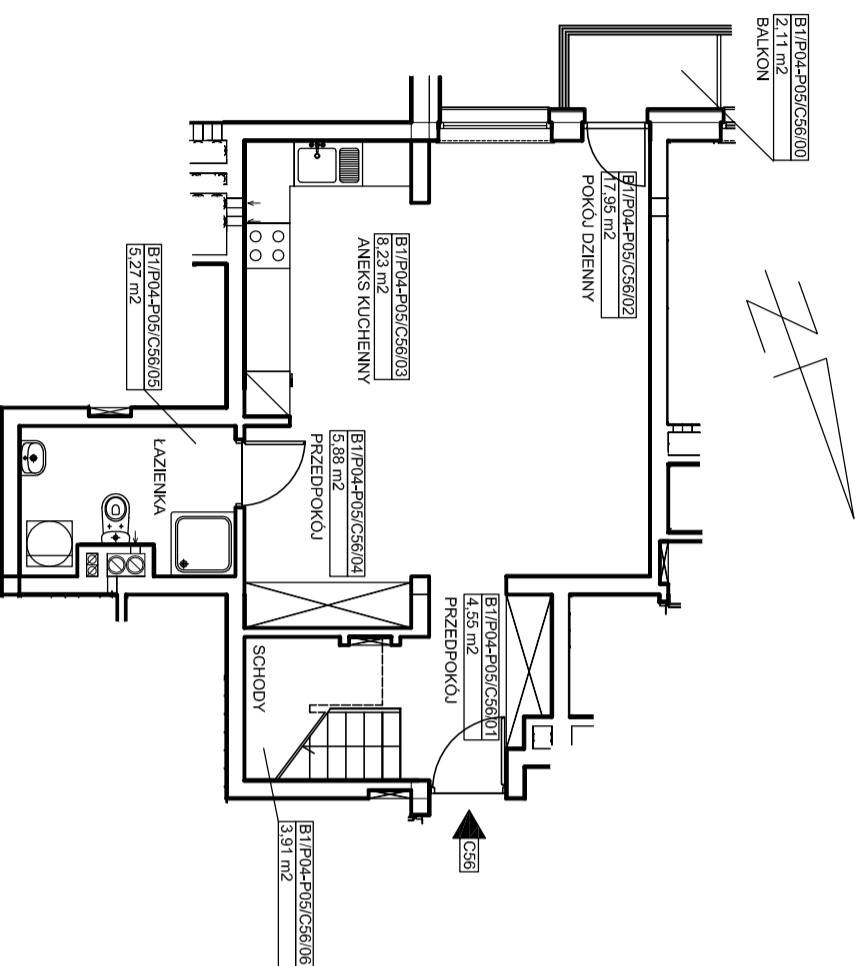 B1/P04-P05/C56/00
2,11 m2
BALKON
B1/P04-P05/C56/02
17,95 m2
POKÓJ DZIENNY
B1/P04-P05/C56/03
8,23 m2
ANEKS KUCHENNY
B1/P04-P05/C56/05
5,27 m2
ŁAZIENKA
B1/P04-P05/C56/04
5,88 m2
PRZEDPOKÓJ
B1/P04-P05/C56/01
4,55 m2
PRZEDPOKÓJ
SCHODY
B1/P04-P05/C56/06
3,91 m2
C56